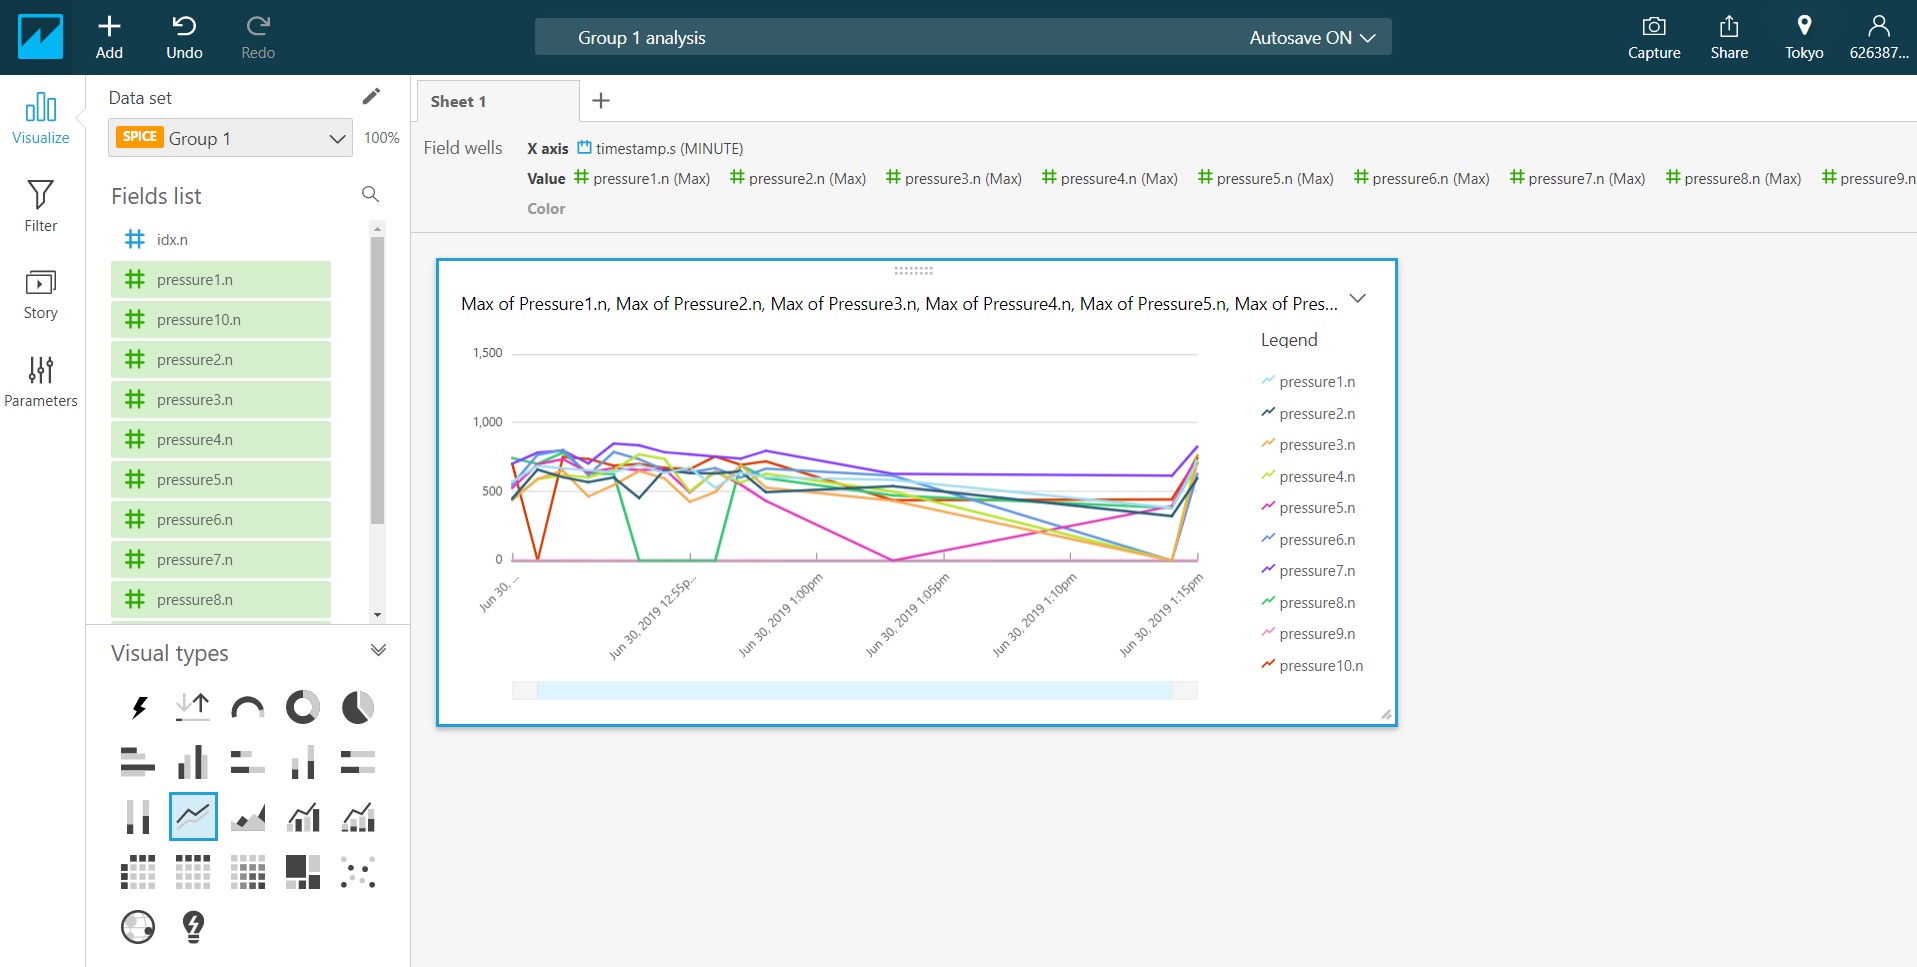 Add
Undo
Redo
Group 1 analysis
Autosave ON
Capture
Share
Tokyo
626387...
Visualize
Filter
Story
Parameters
Data set
SPICE Group 1 100%
Fields list
idx.n
pressure1.n
pressure10.n
pressure2.n
pressure3.n
pressure4.n
pressure5.n
pressure6.n
pressure7.n
pressure8.n
Visual types
Sheet 1
Field wells
X axis timestamp.s (MINUTE)
Value pressure1.n (Max) pressure2.n (Max) pressure3.n (Max) pressure4.n (Max) pressure5.n (Max) pressure6.n (Max) pressure7.n (Max) pressure8.n (Max) pressure9.n
Color
Max of Pressure1.n, Max of Pressure2.n, Max of Pressure3.n, Max of Pressure4.n, Max of Pressure5.n, Max of Pres...
1,500
1,000
500
0
Jun 30, ...
Jun 30, 2019 12:55p...
Jun 30, 2019 1:00pm
Jun 30, 2019 1:05pm
Jun 30, 2019 1:10pm
Jun 30, 2019 1:15pm
Legend
pressure1.n
pressure2.n
pressure3.n
pressure4.n
pressure5.n
pressure6.n
pressure7.n
pressure8.n
pressure9.n
pressure10.n